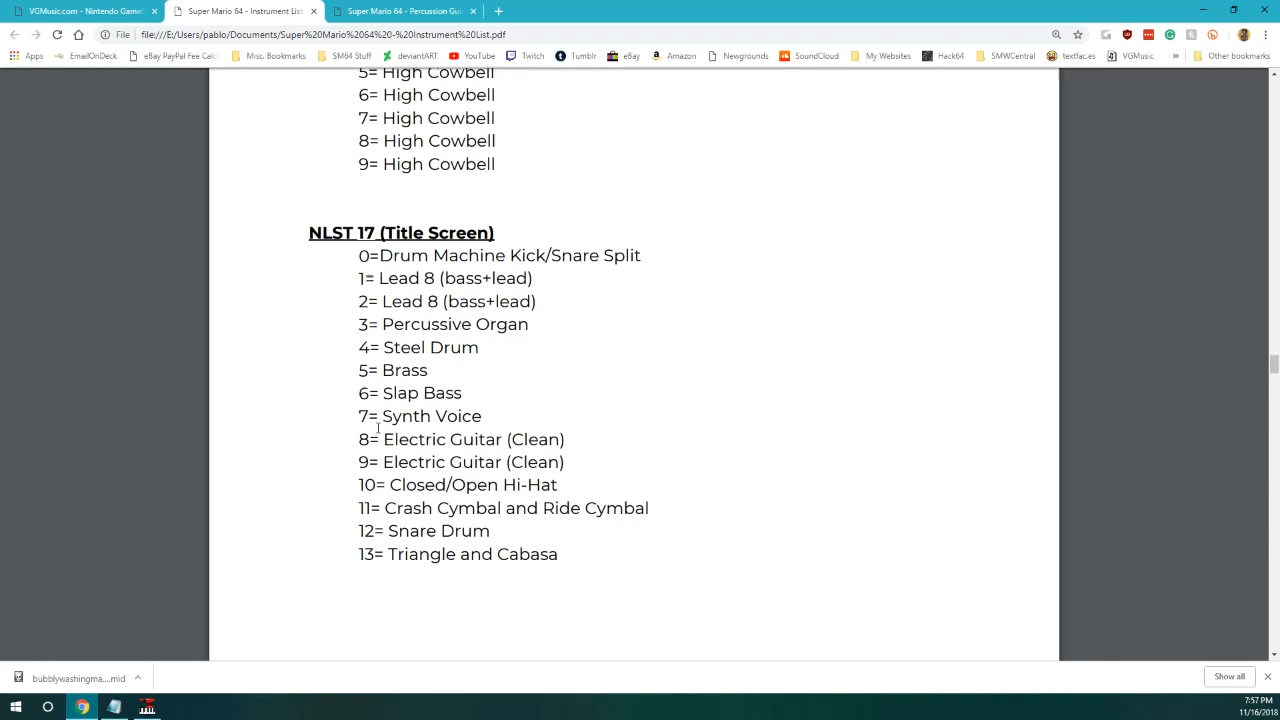 VGMusic.com - Nintendo GameC
Super Mario 64 - Instrument List.
Super Mario 64 - Percussion Gui
File
file:///E:/Users/pablo/Documents/Super%20Mario%2064%20-%20Instrument%20List.pdf
Apps
EmailOnDeck
eBay PayPal Fee Calc
Misc. Bookmarks
SM64 Stuff
deviantART
YouTube
Twitch
Tumblr
eBay
Amazon
Newgrounds
SoundCloud
My Websites
Hack64
SMWCentral
textfac.es
VGMusic
Other bookmarks
5= High Cowbell
6= High Cowbell
7= High Cowbell
8= High Cowbell
9= High Cowbell
NLST 17 (Title Screen)
0=Drum Machine Kick/Snare Split
1= Lead 8 (bass+lead)
2= Lead 8 (bass+lead)
3= Percussive Organ
4= Steel Drum
5= Brass
6= Slap Bass
7= Synth Voice
8= Electric Guitar (Clean)
9= Electric Guitar (Clean)
10= Closed/Open Hi-Hat
11= Crash Cymbal and Ride Cymbal
12= Snare Drum
13= Triangle and Cabasa
bubblywashingma....mid
Show all
7:57 PM
11/16/2018